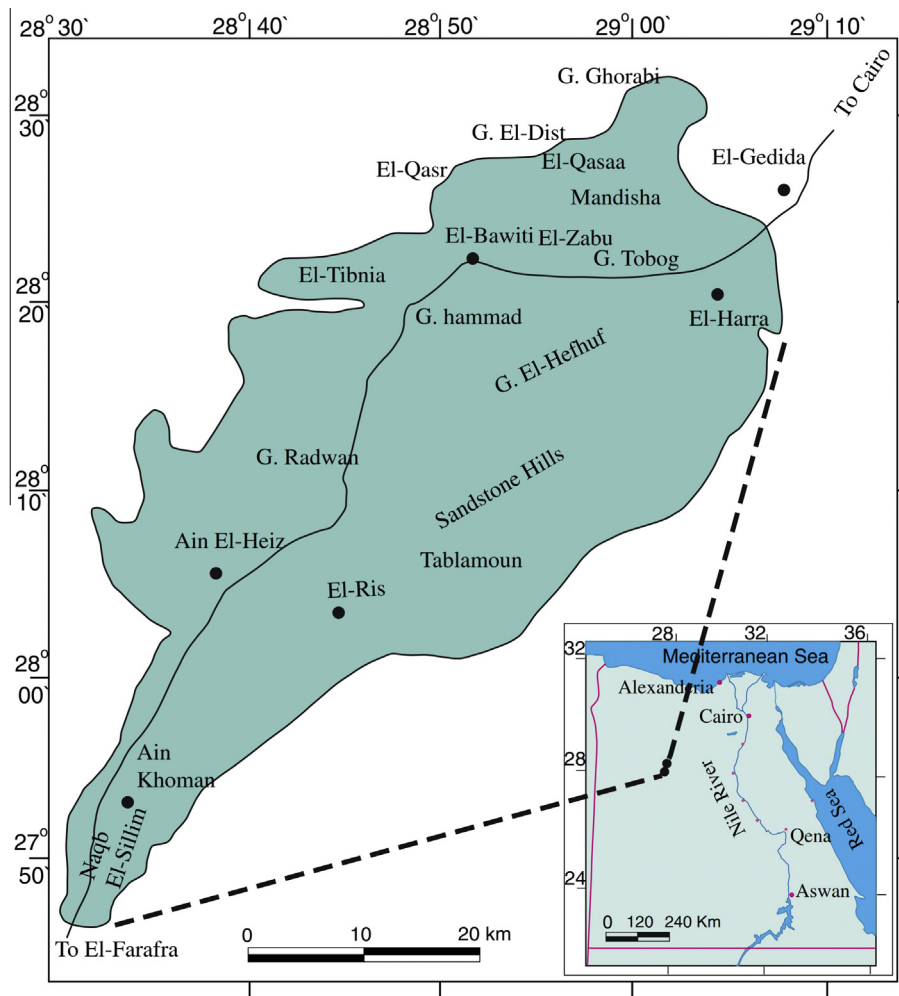 28° 30` 28° 40` 28° 50` 29° 00` 29° 10`
28°
30`
28°
20`
28°
10`
28°
00`
27°
50`
G. Ghorabi
To Cairo
G. El-Dist
El-Gedida
El-Qasr
El-Qasaa
Mandisha
El-Bawiti
El-Zabu
G. Tobog
El-Tibnia
G. hammad
El-Harra
G. El-Hefhuf
G. Radwan
Sandstone Hills
Ain El-Heiz
Tablamoun
El-Ris
Ain
Khoman
Naqb
El-Sillim
To El-Farafra
0 10 20 km
28 32 36
32
28
24
Mediterranean Sea
Alexanderia
Cairo
Nile River
Red Sea
Qena
Aswan
0 120 240 Km